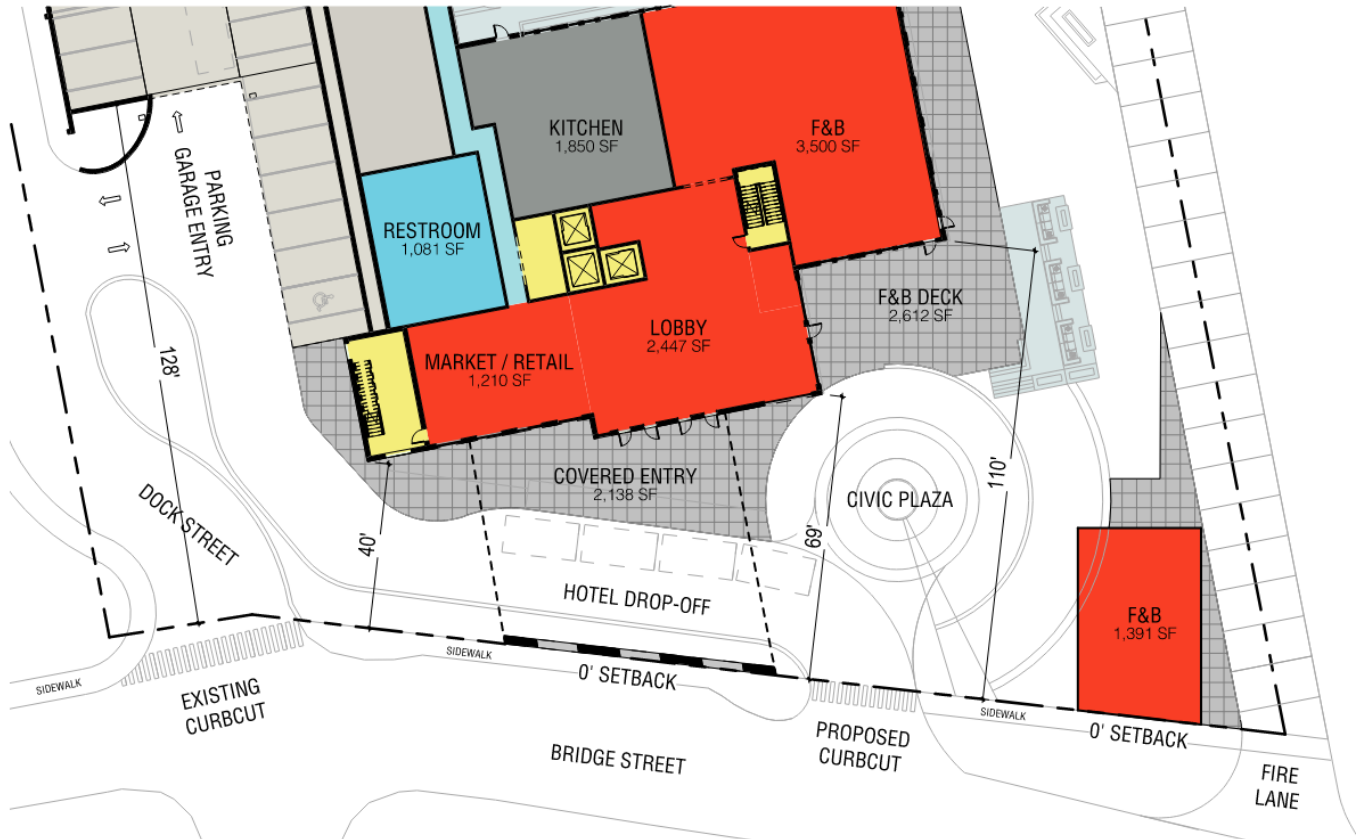 KITCHEN
1,850 SF
F&B
3,500 SF
PARKING
GARAGE ENTRY
RESTROOM
1,081 SF
F&B DECK
2,612 SF
LOBBY
2,447 SF
MARKET / RETAIL
1,210 SF
128'
COVERED ENTRY
2,138 SF
CIVIC PLAZA
110'
69'
40'
DOCK STREET
HOTEL DROP-OFF
F&B
1,391 SF
SIDEWALK
SIDEWALK
SIDEWALK
0' SETBACK
0' SETBACK
EXISTING
CURBCUT
PROPOSED
CURBCUT
BRIDGE STREET
FIRE
LANE